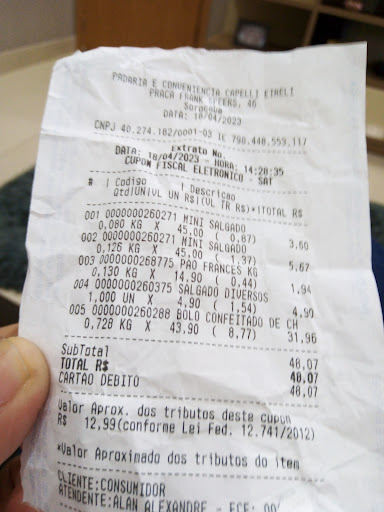 PADARIA E CONVENIENCIA CAPELLI EIRELI
PRACA FRANK SPEERS, 46
Sorocaba
DATA: 18/04/2023
CNPJ 40.274.182/0001-03 IE 798.448.559.117
Extrato No.
DATA: 18/04/2023 - HORA: 14:28:35
CUPON FISCAL ELETRONICO - SAT
# | Codigo | Descricao
Qtd|UN|VL UN R$|(VL TR R$)*|TOTAL R$
001 0000000260271 MINI SALGADO
0.080 KG X 45.00 ( 0,87) 3.60
002 0000000260271 MINI SALGADO
0,126 KG X 45.00 ( 1,37) 5.67
003 0000000268775 PAO FRANCES KG
0,130 KG X 14,90 ( 0,44) 1,94
004 0000000260375 SALGADO DIVERSOS
1,000 UN X 4,90 ( 1,54) 4,90
005 0000000260288 BOLO CONFEITADO DE CH
0,728 KG X 43,90 ( 8,77) 31,96
SubTotal 48,07
TOTAL R$ 48,07
CARTAO DEBITO 48,07
Valor Aprox. dos tributos deste cupon
R$ 12,99(conforme Lei Fed. 12.741/2012)
*Valor Aproximado dos tributos do item
CLIENTE:CONSUMIDOR
ATENDENTE:ALAN ALEXANDRE - ECF: 00